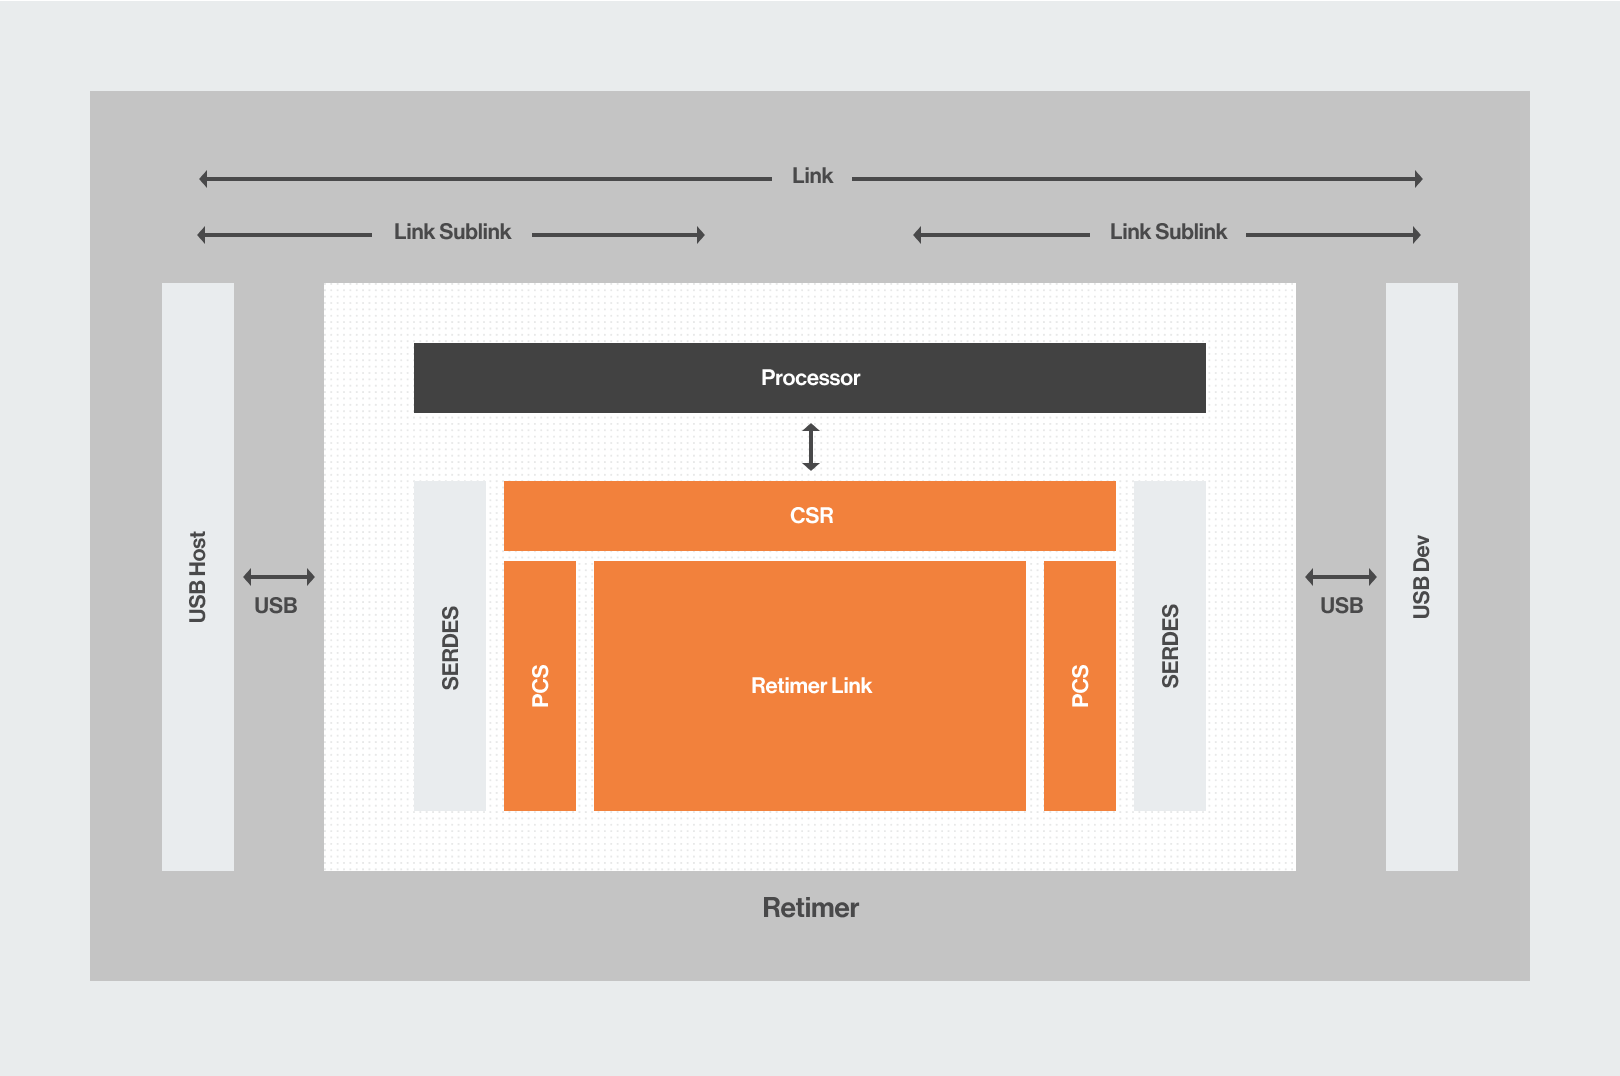 Link
Link Sublink
Link Sublink
Processor
CSR
USB Host
USB
SERDES
PCS
Retimer Link
PCS
SERDES
USB
USB Dev
Retimer